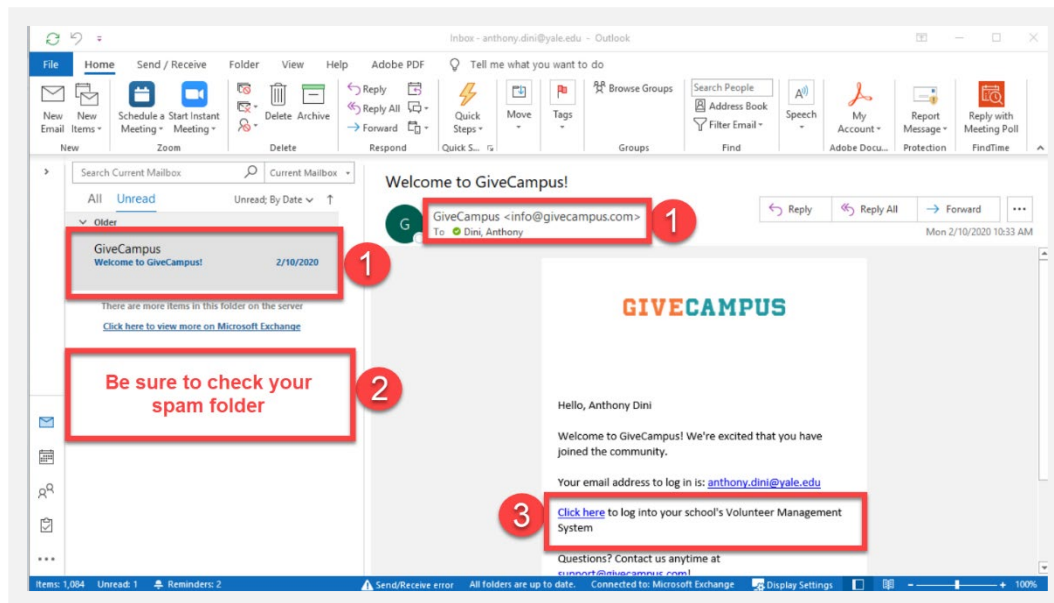 Inbox - anthony.dini@yale.edu - Outlook
File Home Send / Receive Folder View Help Adobe PDF Tell me what you want to do
New Email
New Items
Schedule a Meeting
Start Instant Meeting
Delete
Archive
Reply
Reply All
Forward
Quick Steps
Move
Tags
Browse Groups
Search People
Address Book
Filter Email
Speech
My Account
Report Message
Reply with Meeting Poll
New Zoom Delete Respond Quick S... Groups Find Adobe Docu... Protection FindTime
Search Current Mailbox Current Mailbox
All Unread Unread; By Date
Older
GiveCampus
Welcome to GiveCampus! 2/10/2020
1
There are more items in this folder on the server
Click here to view more on Microsoft Exchange
Be sure to check your
spam folder
2
Welcome to GiveCampus!
G
GiveCampus <info@givecampus.com>
To Dini, Anthony
1
Reply Reply All Forward
Mon 2/10/2020 10:33 AM
GIVECAMPUS
Hello, Anthony Dini
Welcome to GiveCampus! We're excited that you have
joined the community.
Your email address to log in is: anthony.dini@yale.edu
3
Click here to log into your school's Volunteer Management
System
Questions? Contact us anytime at
support@givecampus.com!
Items: 1,084 Unread: 1 Reminders: 2 Send/Receive error All folders are up to date. Connected to: Microsoft Exchange Display Settings 100%